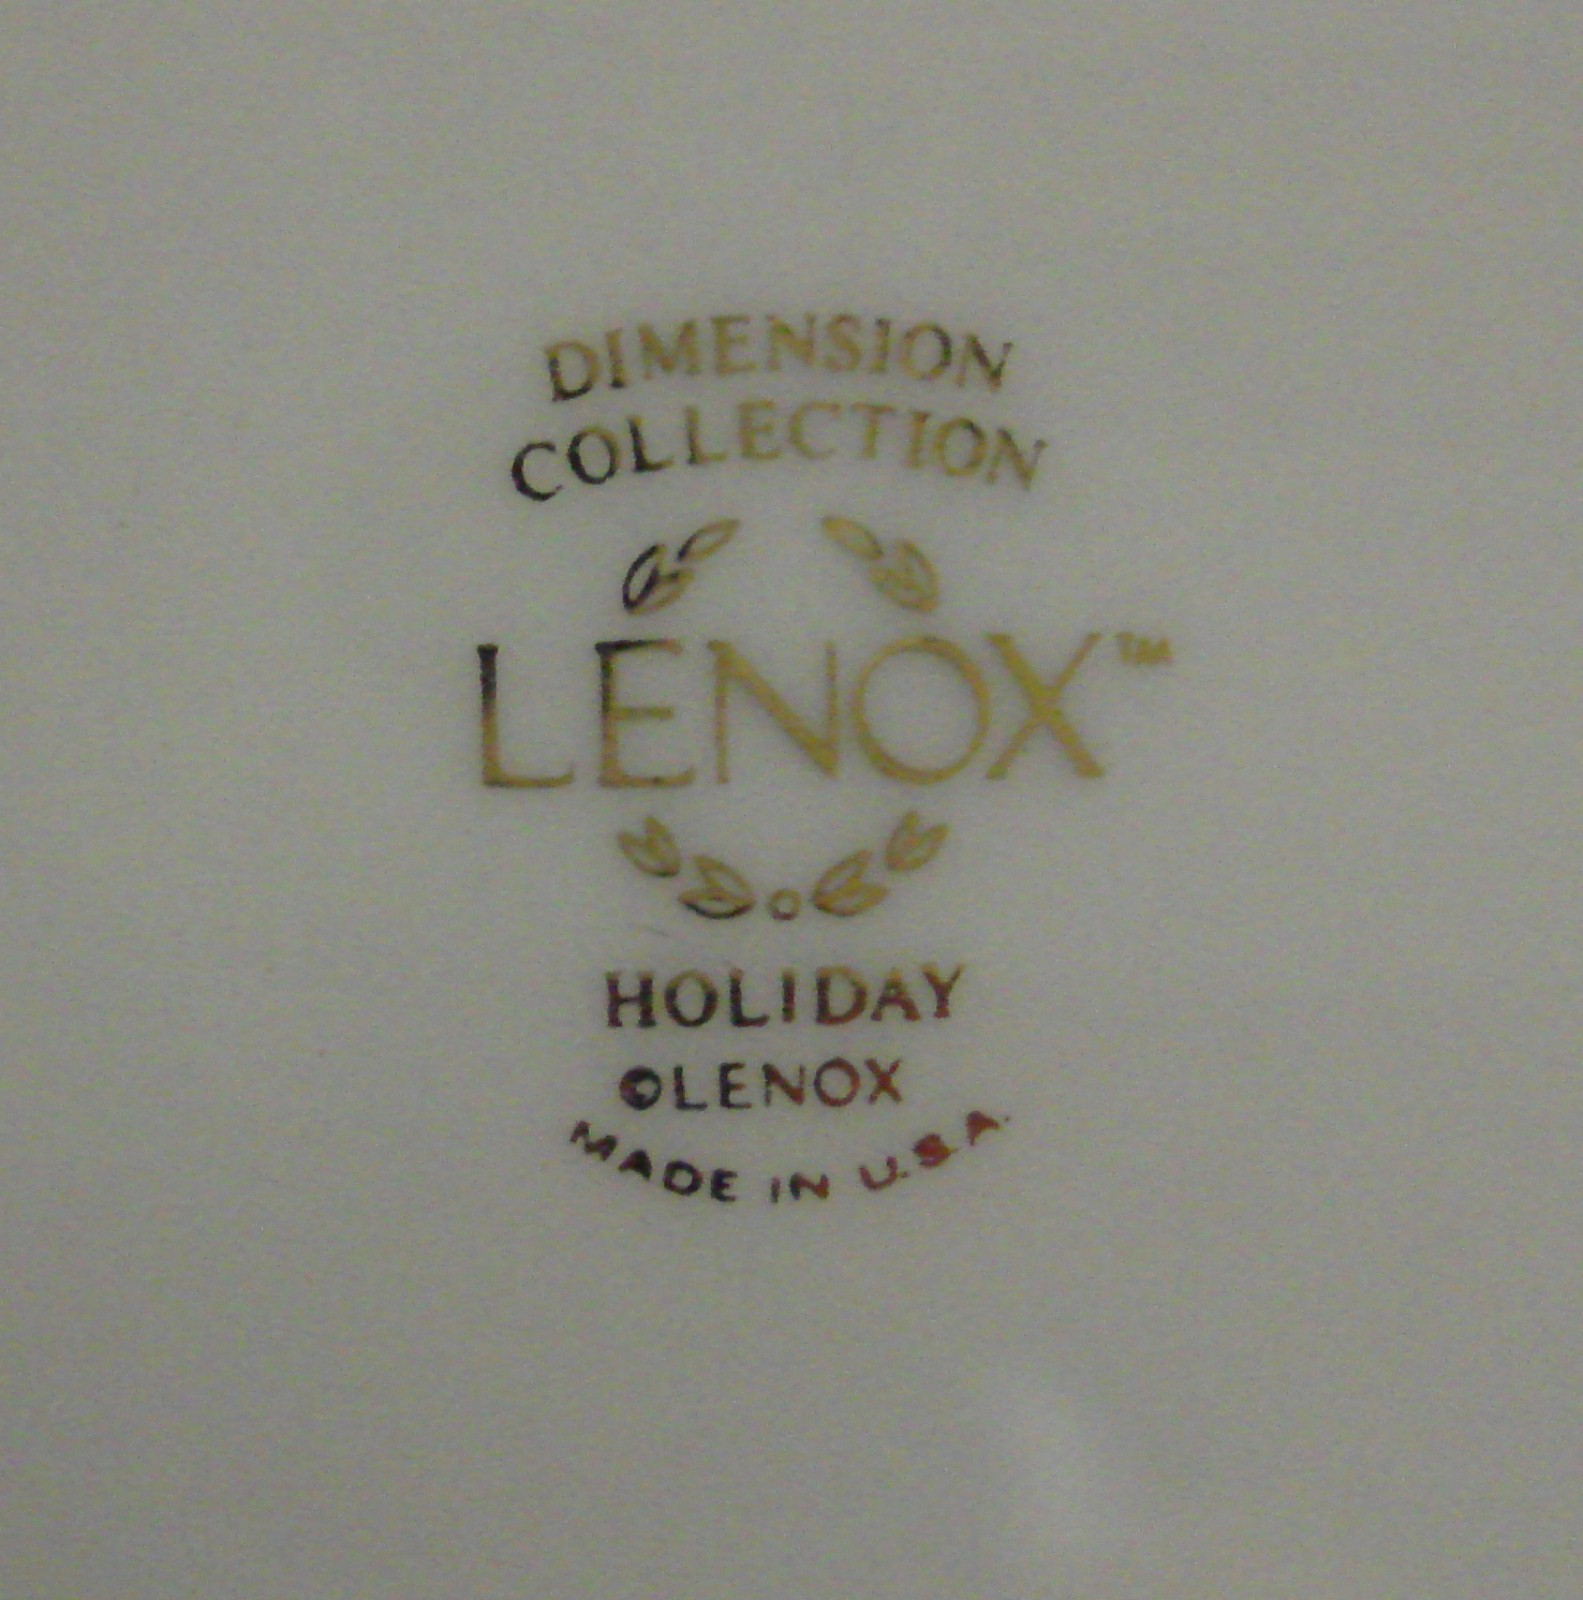 DIMENSION
COLLECTION
LENOX™
HOLIDAY
©LENOX
MADE IN U.S.A.